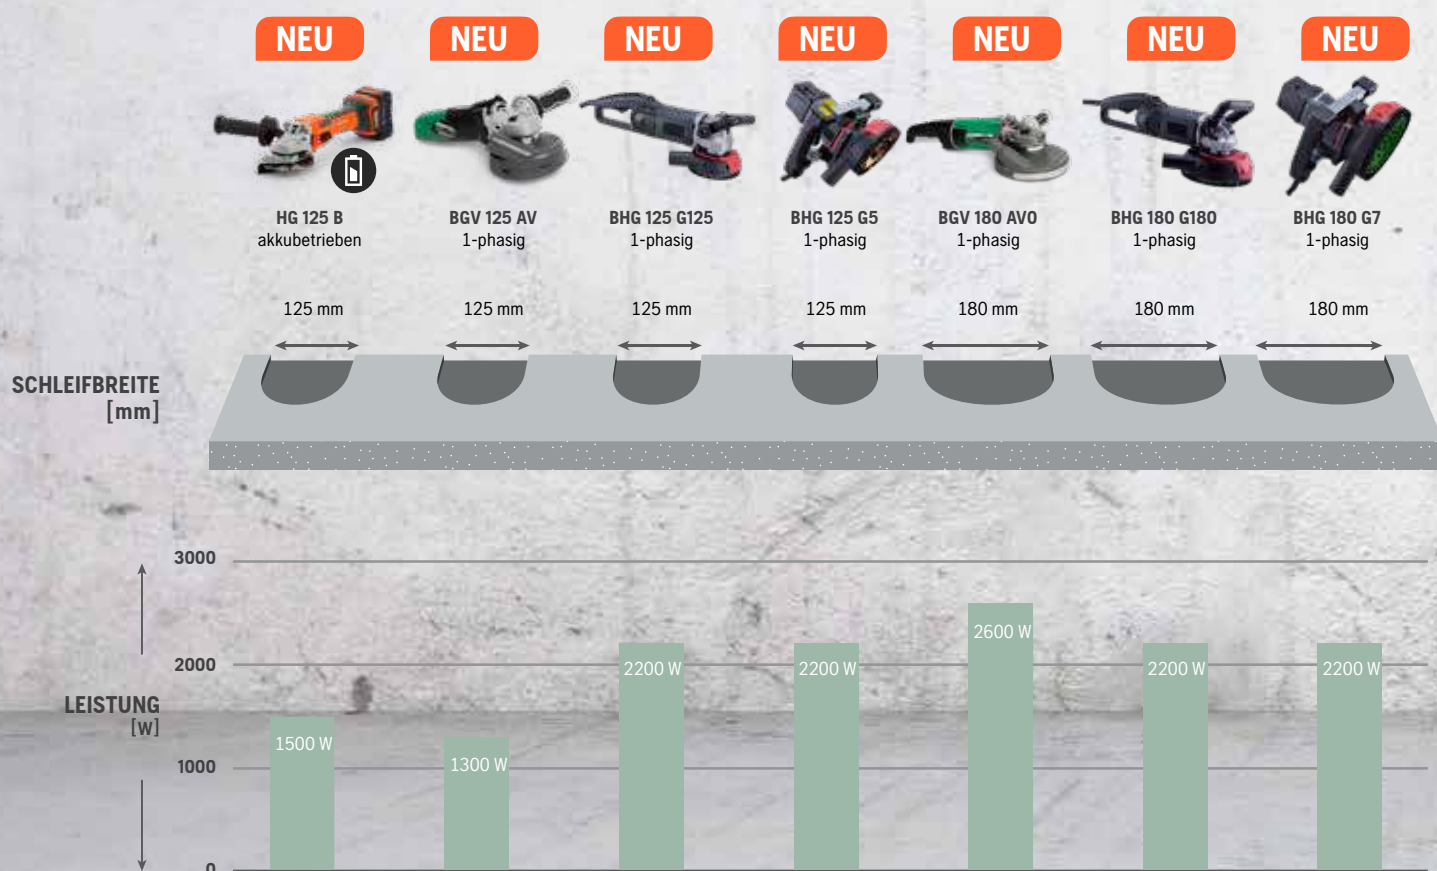 NEU NEU NEU NEU NEU NEU NEU
HG 125 B BGV 125 AV BHG 125 G125 BHG 125 G5 BGV 180 AVO BHG 180 G180 BHG 180 G7
akkubetrieben 1-phasig 1-phasig 1-phasig 1-phasig 1-phasig 1-phasig
125 mm 125 mm 125 mm 125 mm 180 mm 180 mm 180 mm
SCHLEIFBREITE
[mm]
3000
2600 W
2000
2200 W 2200 W 2200 W 2200 W
LEISTUNG
[W]
1500 W
1300 W
1000
0